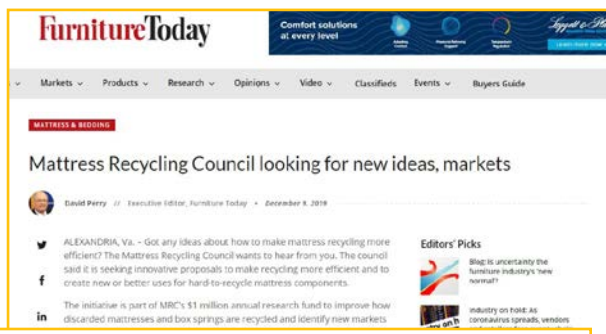 FurnitureToday
Comfort solutions
at every level
Leggett & Pl
Markets
Products
Research
Opinions
Video
Classifieds
Events
Buyers Guide
MATTRESS & BEDDING
Mattress Recycling Council looking for new ideas, markets
David Perry // Executive Editor, Furniture Today • December 9, 2019
ALEXANDRIA, Va. – Got any ideas about how to make mattress recycling more
efficient? The Mattress Recycling Council wants to hear from you. The council
said it is seeking innovative proposals to make recycling more efficient and to
create new or better uses for hard-to-recycle mattress components.
The initiative is part of MRC's $1 million annual research fund to improve how
discarded mattresses and box springs are recycled and identify new markets
Editors' Picks
Blog: Is uncertainty the
furniture industry's 'new
normal'?
Industry on hold: As
coronavirus spreads, vendors